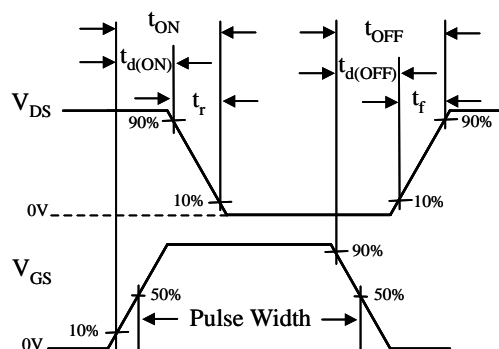 tON
tOFF
td(ON)
td(OFF)
tr
tf
VDS
90%
90%
10%
10%
0V
VGS
90%
50%
50%
10%
Pulse Width
0V